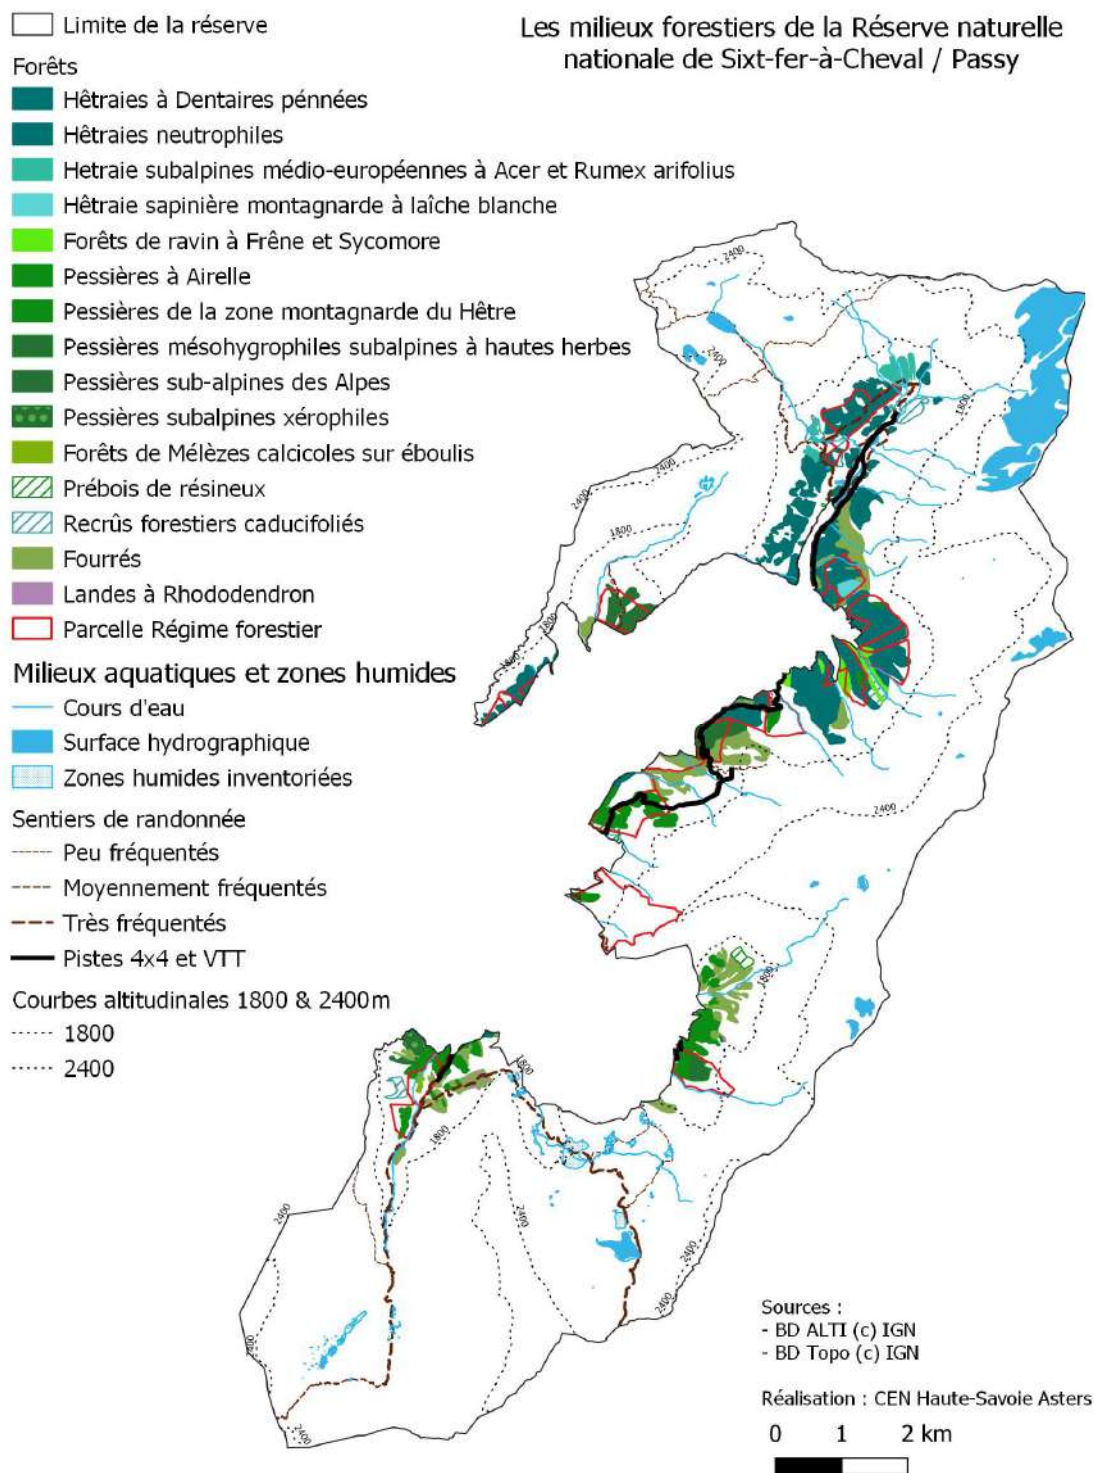 Les milieux forestiers de la Réserve naturelle
nationale de Sixt-fer-à-Cheval / Passy
Limite de la réserve
Forêts
Hêtraies à Dentaires pénnées
Hêtraies neutrophiles
Hetraie subalpines médio-européennes à Acer et Rumex arifolius
Hêtraie sapinière montagnarde à laîche blanche
Forêts de ravin à Frêne et Sycomore
Pessières à Airelle
Pessières de la zone montagnarde du Hêtre
Pessières mésohygrophiles subalpines à hautes herbes
Pessières sub-alpines des Alpes
Pessières subalpines xérophiles
Forêts de Mélèzes calcicoles sur éboulis
Prébois de résineux
Recrûs forestiers caducifoliés
Fourrés
Landes à Rhododendron
Parcelle Régime forestier
Milieux aquatiques et zones humides
Cours d'eau
Surface hydrographique
Zones humides inventoriées
Sentiers de randonnée
Peu fréquentés
Moyennement fréquentés
Très fréquentés
Pistes 4x4 et VTT
Courbes altitudinales 1800 & 2400m
1800
2400
2400
2400
1800
2400
2400
1800
1800
1800
2400
1800
1800
1800
2400
2400
2400
2400
2400
2400
Sources :
- BD ALTI (c) IGN
- BD Topo (c) IGN
Réalisation : CEN Haute-Savoie Asters
0 1 2 km